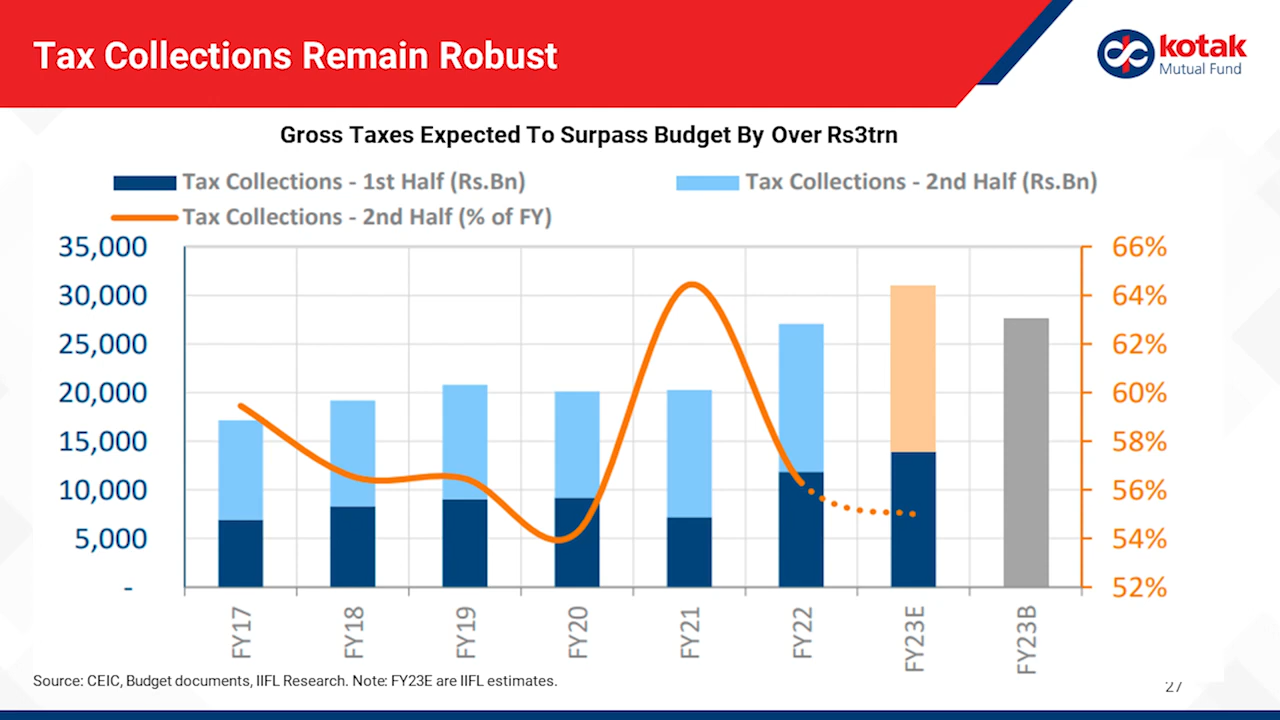 Tax Collections Remain Robust
kotak
Mutual Fund
Gross Taxes Expected To Surpass Budget By Over Rs3trn
Tax Collections - 1st Half (Rs.Bn)
Tax Collections - 2nd Half (Rs.Bn)
Tax Collections - 2nd Half (% of FY)
35,000
30,000
25,000
20,000
15,000
10,000
5,000
-
66%
64%
62%
60%
58%
56%
54%
52%
FY17
FY18
FY19
FY20
FY21
FY22
FY23E
FY23B
Source: CEIC, Budget documents, IIFL Research. Note: FY23E are IIFL estimates.
27